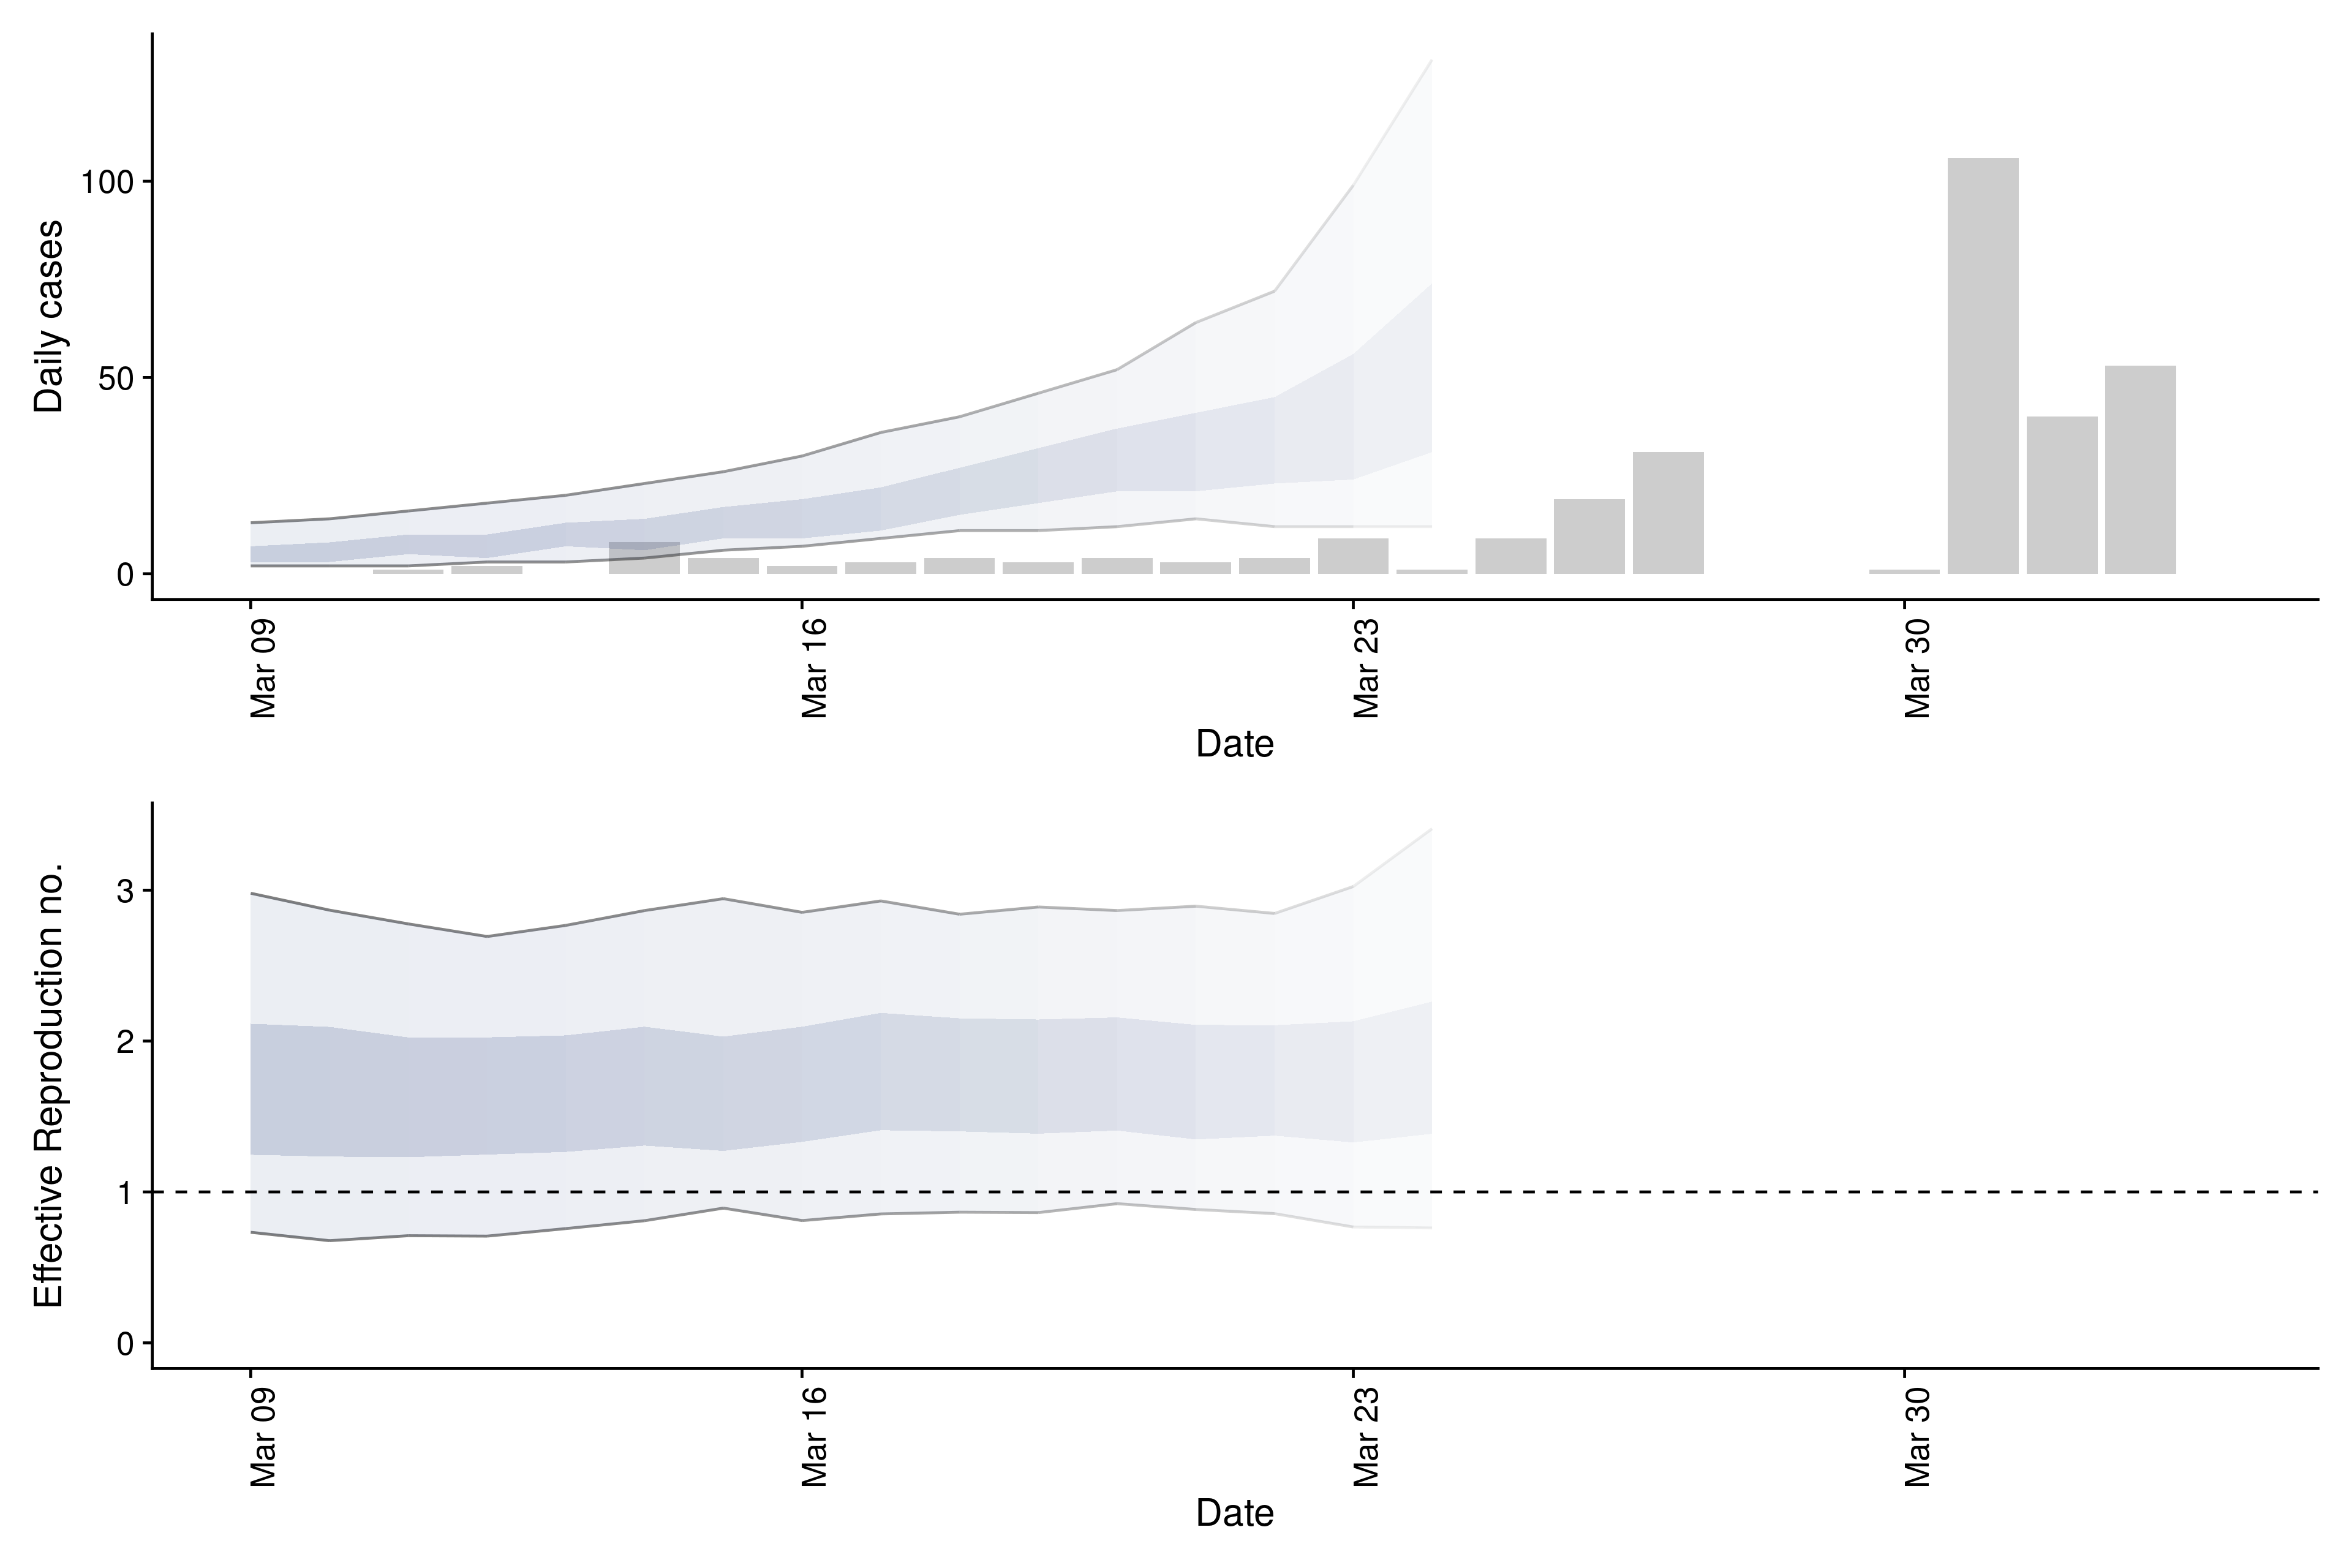 Daily cases
100
50
0
Mar 09
Mar 16
Mar 23
Mar 30
Date
Effective Reproduction no.
3
2
1
0
Mar 09
Mar 16
Mar 23
Mar 30
Date